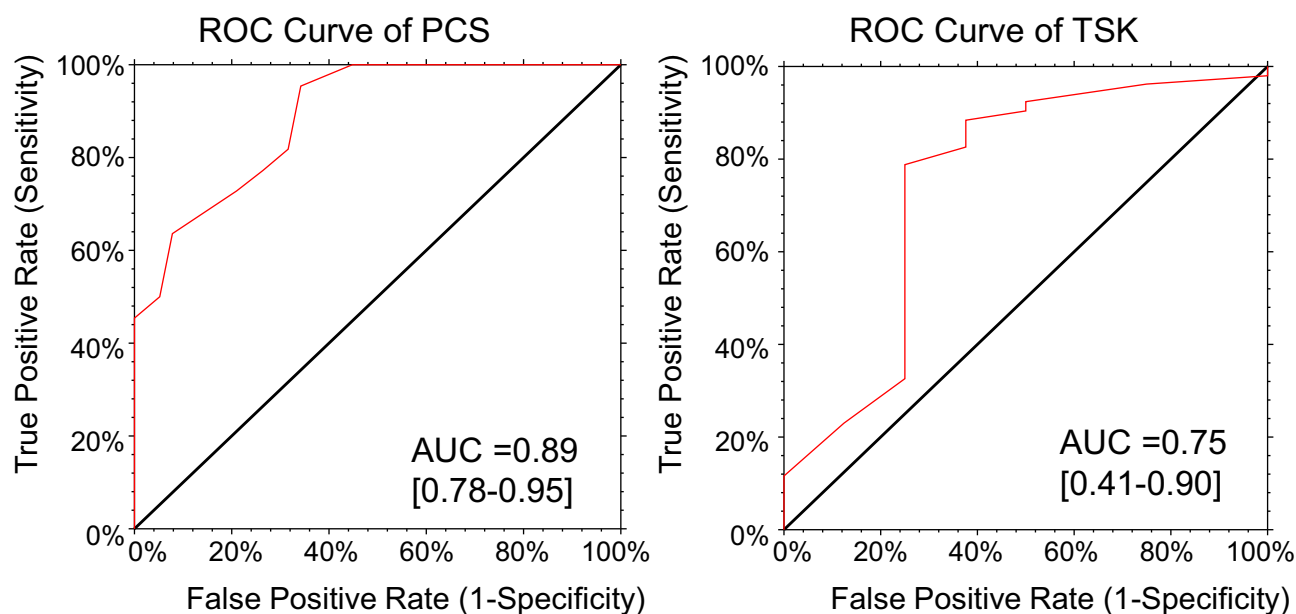 ROC Curve of PCS
True Positive Rate (Sensitivity)
100%
80%
60%
40%
20%
0%
AUC =0.89
[0.78-0.95]
0% 20% 40% 60% 80% 100%
False Positive Rate (1-Specificity)
ROC Curve of TSK
True Positive Rate (Sensitivity)
100%
80%
60%
40%
20%
0%
AUC =0.75
[0.41-0.90]
0% 20% 40% 60% 80% 100%
False Positive Rate (1-Specificity)